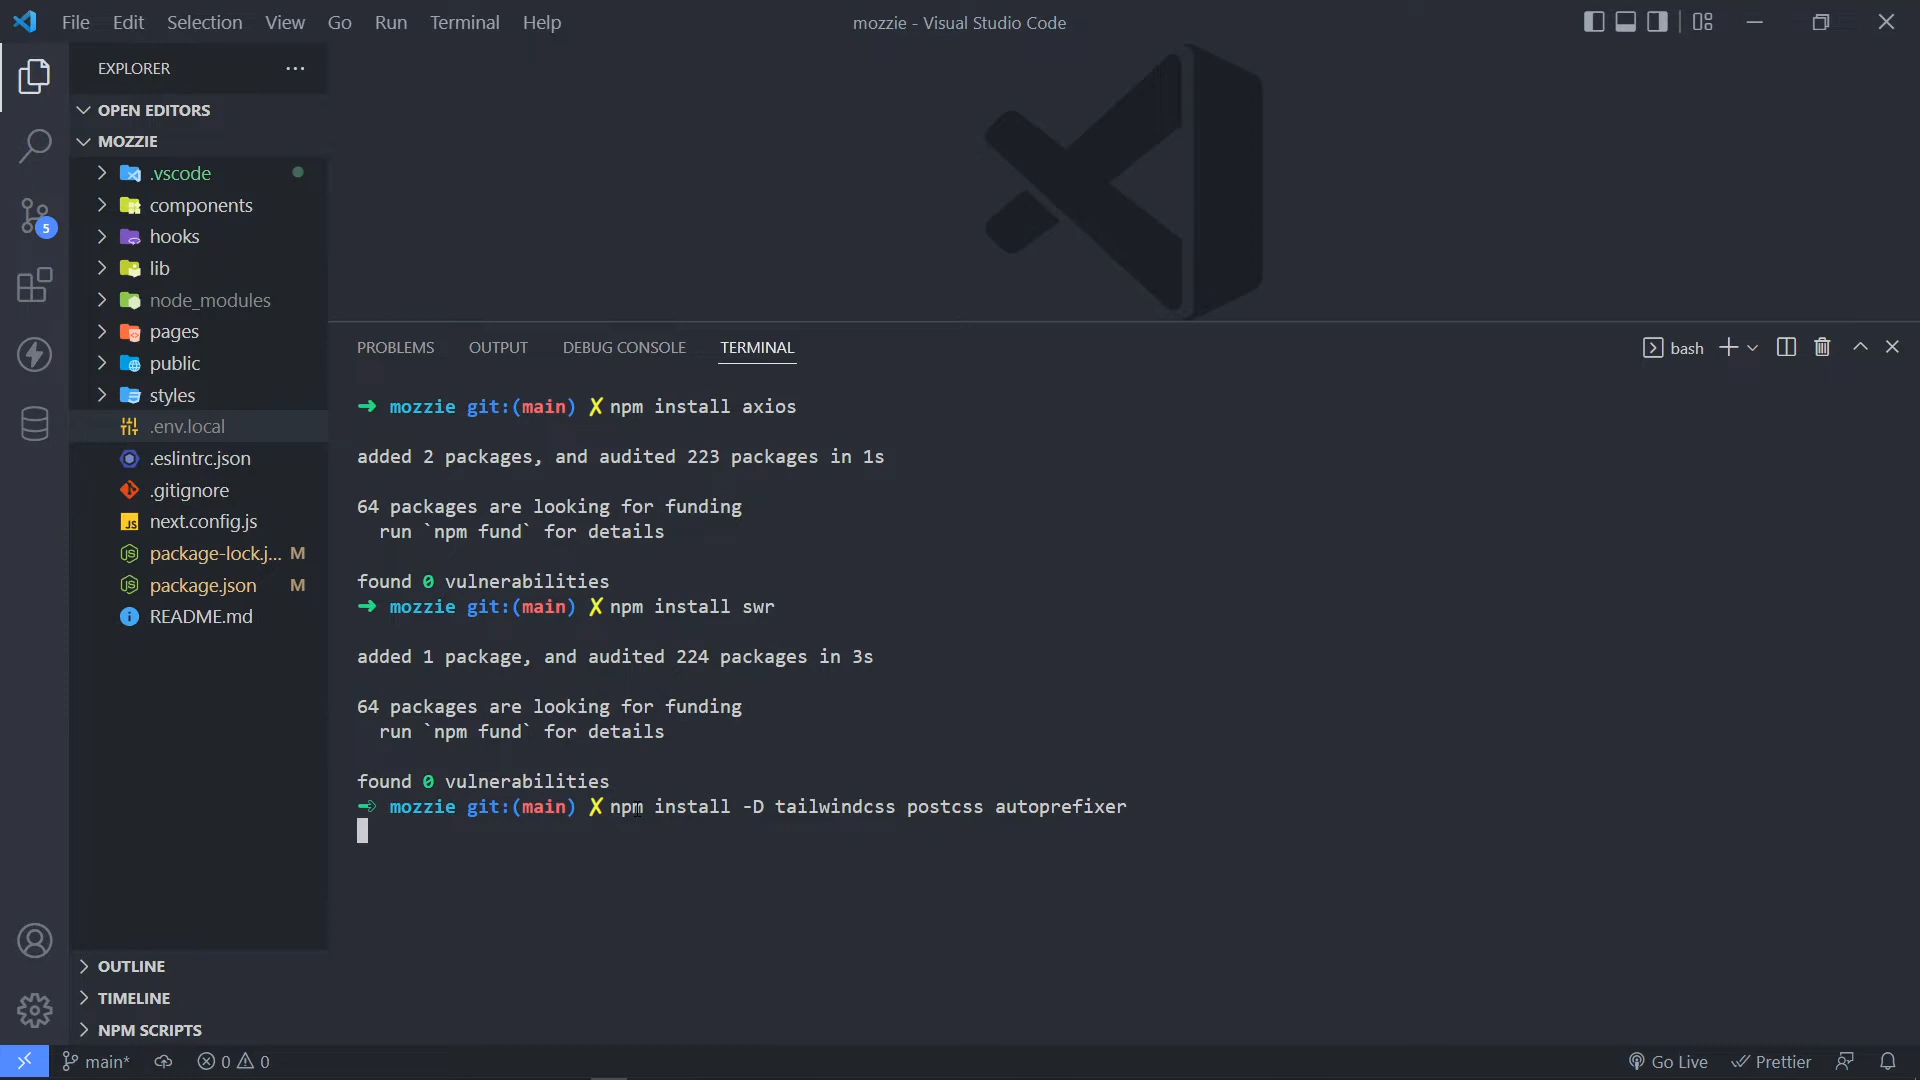 File Edit Selection View Go Run Terminal Help
mozzie - Visual Studio Code
EXPLORER
OPEN EDITORS
MOZZIE
.vscode
components
hooks
lib
node_modules
pages
public
styles
.env.local
.eslintrc.json
.gitignore
JS next.config.js
package-lock.j... M
package.json M
README.md
OUTLINE
TIMELINE
NPM SCRIPTS
5
PROBLEMS OUTPUT DEBUG CONSOLE TERMINAL
bash
➜ mozzie git:(main) ✗ npm install axios
added 2 packages, and audited 223 packages in 1s
64 packages are looking for funding
run `npm fund` for details
found 0 vulnerabilities
➜ mozzie git:(main) ✗ npm install swr
added 1 package, and audited 224 packages in 3s
64 packages are looking for funding
run `npm fund` for details
found 0 vulnerabilities
➜ mozzie git:(main) ✗ npm install -D tailwindcss postcss autoprefixer
main* 0 0
Go Live Prettier